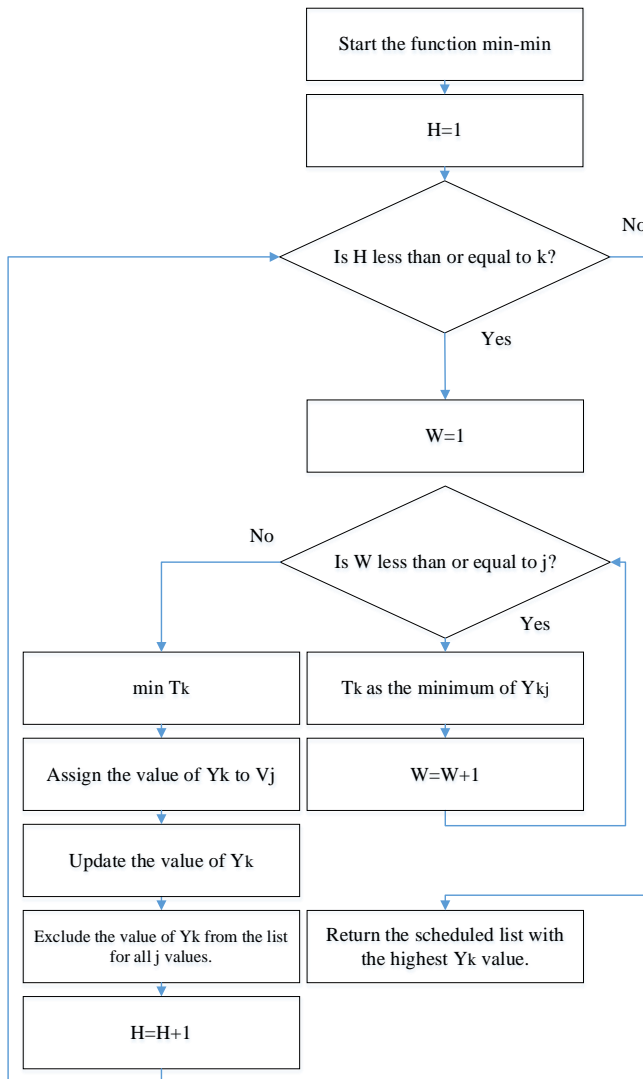 Start the function min-min
H=1
No
Is H less than or equal to k?
Yes
W=1
No
Is W less than or equal to j?
Yes
min Tk
Tk as the minimum of Ykj
Assign the value of Yk to Vj
W=W+1
Update the value of Yk
Exclude the value of Yk from the list
for all j values.
Return the scheduled list with
the highest Yk value.
H=H+1